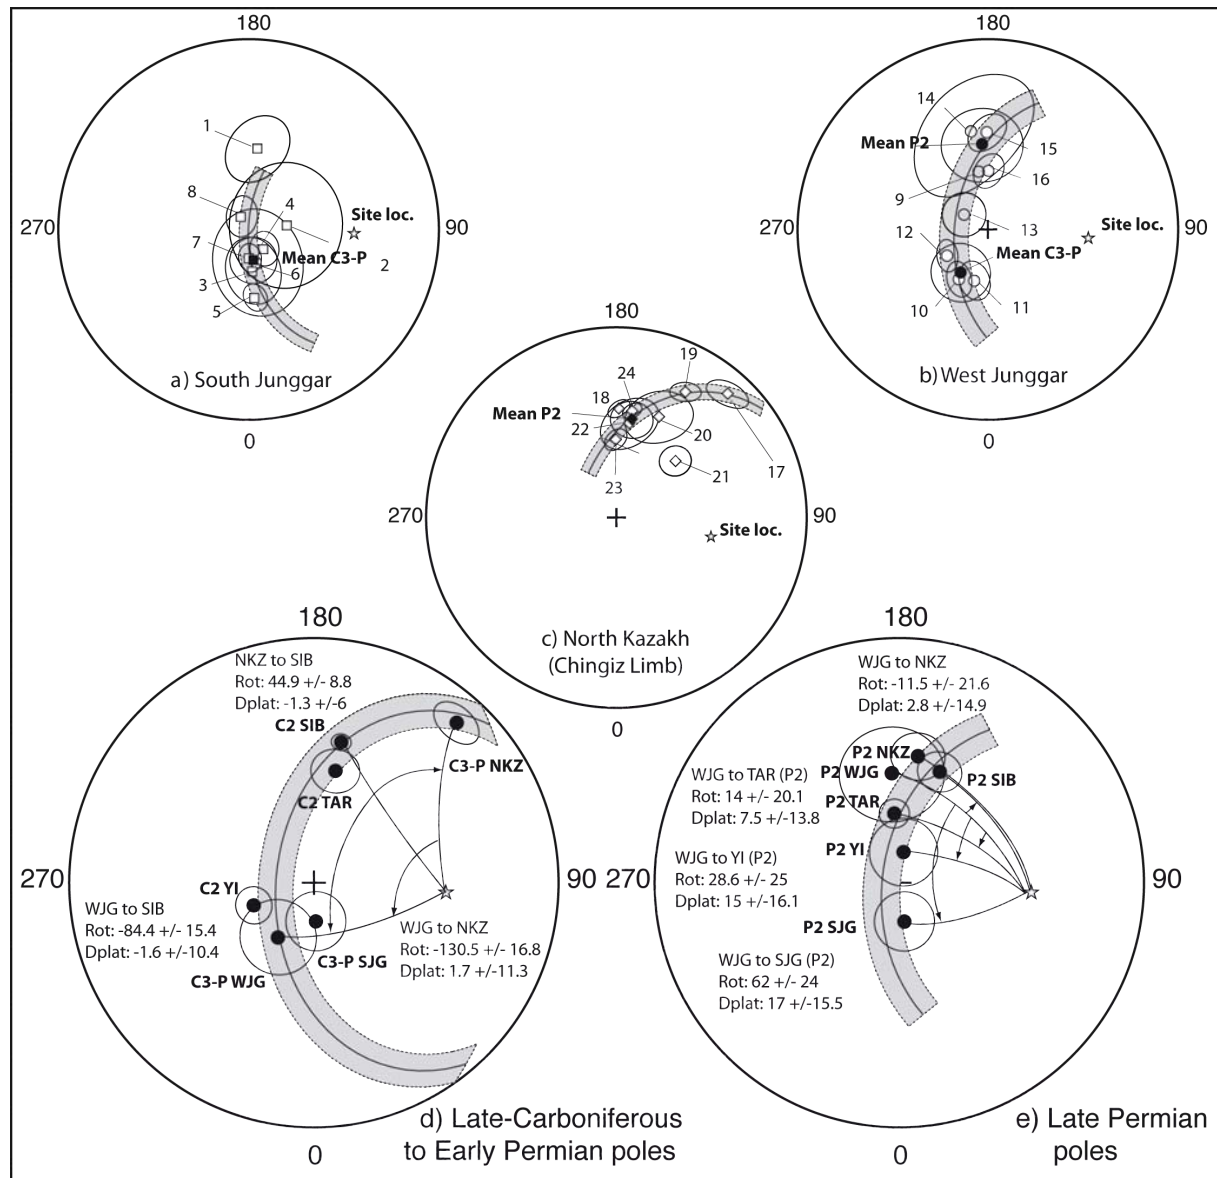 180
1
8
4
Site loc.
270
90
7
Mean C3-P
2
6
3
5
a) South Junggar
0
180
14
Mean P2
15
16
9
270
90
Site loc.
13
12
Mean C3-P
10
11
b) West Junggar
0
180
19
24
18
Mean P2
22
20
17
21
23
270
90
Site loc.
c) North Kazakh
(Chingiz Limb)
0
180
NKZ to SIB
Rot: 44.9 +/- 8.8
Dplat: -1.3 +/-6
C2 SIB
C3-P NKZ
C2 TAR
270
90
C2 YI
WJG to SIB
Rot: -84.4 +/- 15.4
Dplat: -1.6 +/-10.4
WJG to NKZ
Rot: -130.5 +/- 16.8
Dplat: 1.7 +/-11.3
C3-P SJG
C3-P WJG
d) Late-Carboniferous
to Early Permian poles
0
180
WJG to NKZ
Rot: -11.5 +/- 21.6
Dplat: 2.8 +/-14.9
P2 NKZ
P2 WJG
P2 SIB
WJG to TAR (P2)
Rot: 14 +/- 20.1
Dplat: 7.5 +/-13.8
P2 TAR
P2 YI
WJG to YI (P2)
Rot: 28.6 +/- 25
Dplat: 15 +/-16.1
270
90
P2 SJG
WJG to SJG (P2)
Rot: 62 +/- 24
Dplat: 17 +/-15.5
e) Late Permian
poles
0